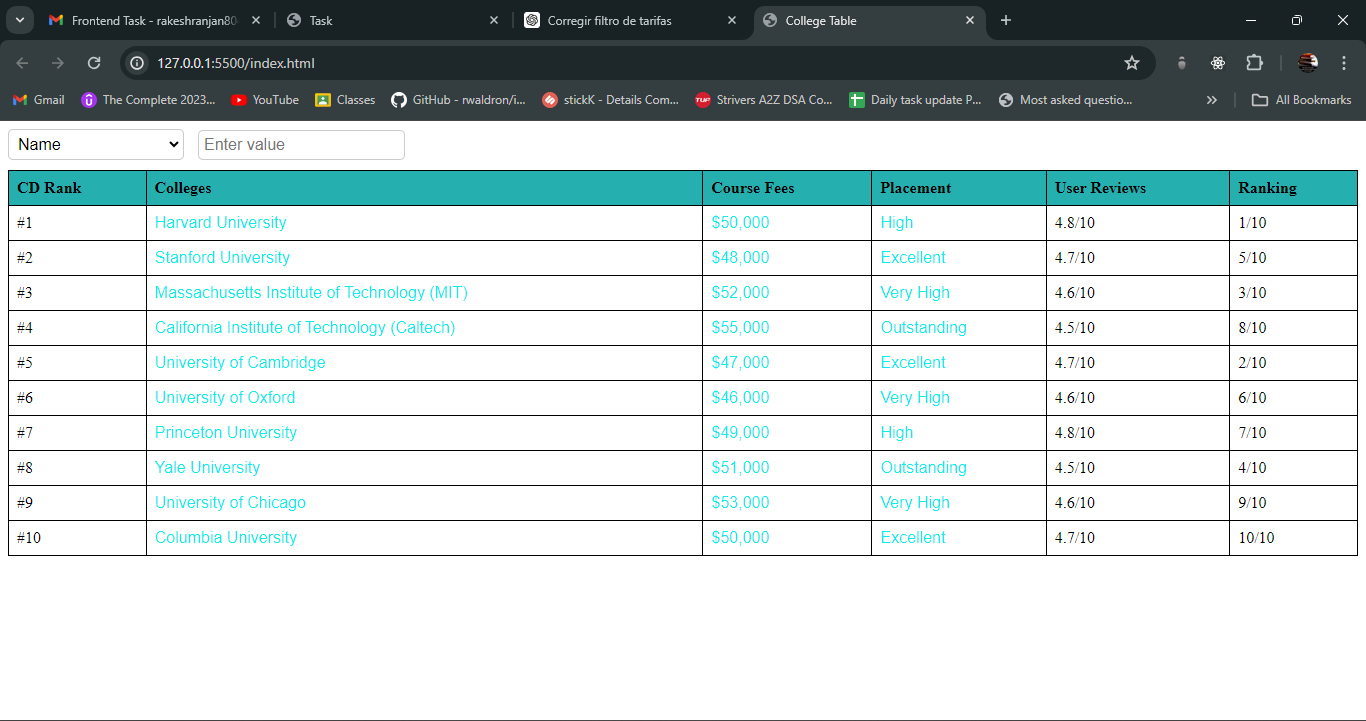 Frontend Task - rakeshranjan80 Task Corregir filtro de tarifas College Table
127.0.0.1:5500/index.html
Gmail The Complete 2023... YouTube Classes GitHub - rwaldron/i... stickK - Details Com... TUF Strivers A2Z DSA Co... Daily task update P... Most asked questio... » All Bookmarks
Name Enter value
CD Rank Colleges Course Fees Placement User Reviews Ranking
#1 Harvard University $50,000 High 4.8/10 1/10
#2 Stanford University $48,000 Excellent 4.7/10 5/10
#3 Massachusetts Institute of Technology (MIT) $52,000 Very High 4.6/10 3/10
#4 California Institute of Technology (Caltech) $55,000 Outstanding 4.5/10 8/10
#5 University of Cambridge $47,000 Excellent 4.7/10 2/10
#6 University of Oxford $46,000 Very High 4.6/10 6/10
#7 Princeton University $49,000 High 4.8/10 7/10
#8 Yale University $51,000 Outstanding 4.5/10 4/10
#9 University of Chicago $53,000 Very High 4.6/10 9/10
#10 Columbia University $50,000 Excellent 4.7/10 10/10